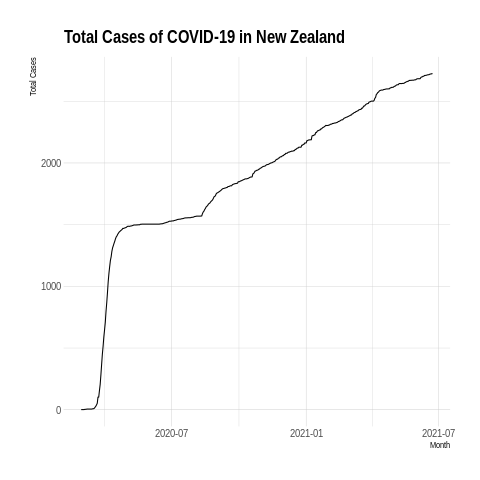 Total Cases of COVID-19 in New Zealand
Total Cases
2000
1000
0
2020-07 2021-01 2021-07
Month